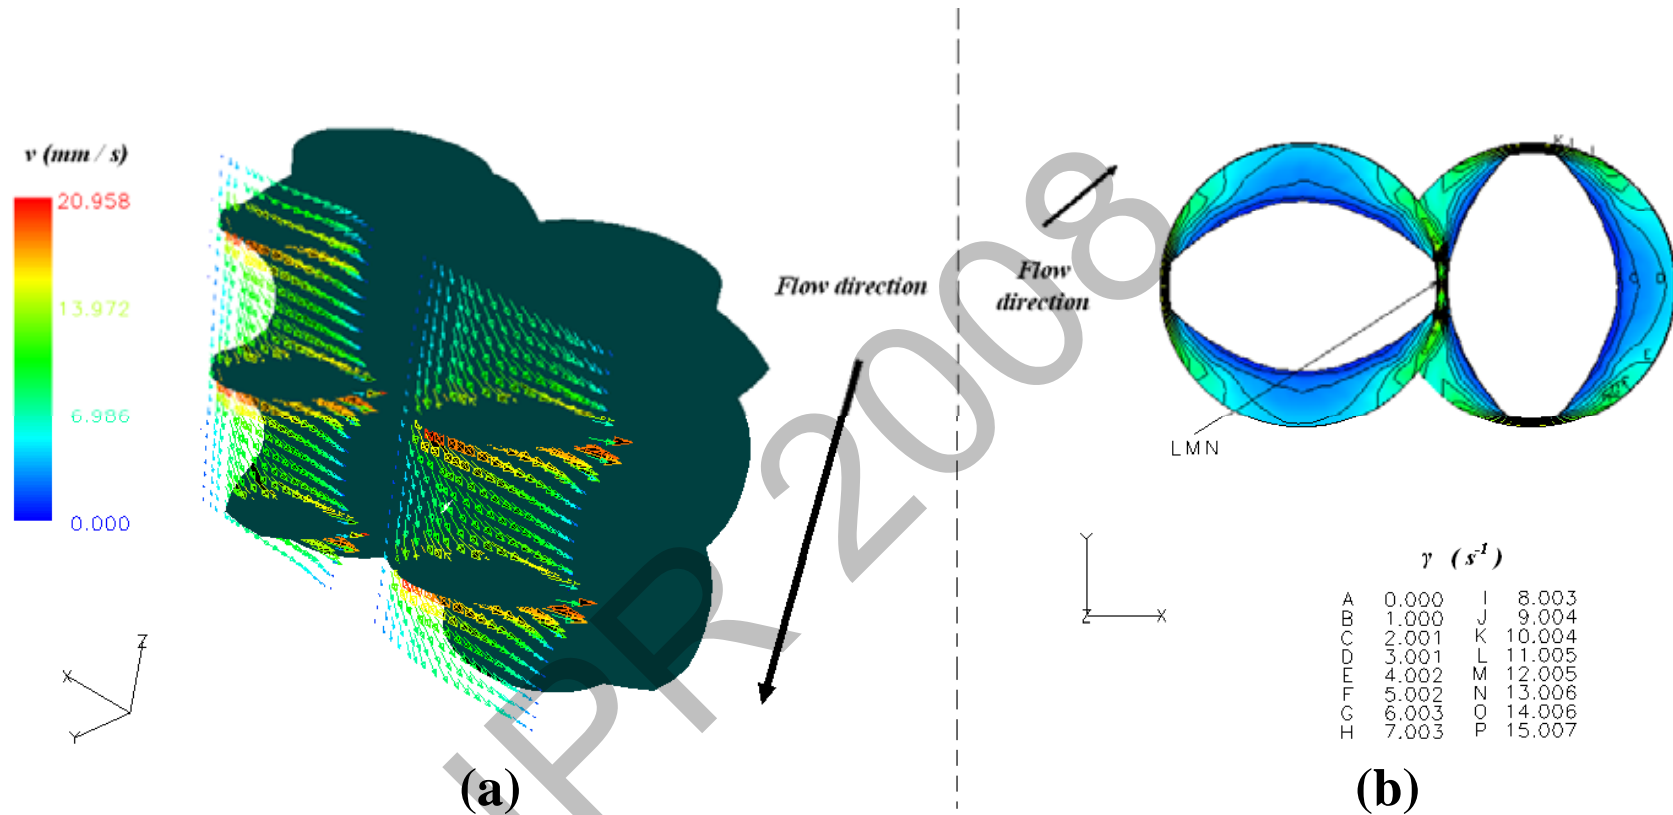 v (mm / s)
20.958
13.972
6.986
0.000
Flow direction
X
Y
Z
(a)
Flow
direction
K
J
C
D
E
L M N
Y
Z
X
γ ( s-1 )
A 0.000 I 8.003
B 1.000 J 9.004
C 2.001 K 10.004
D 3.001 L 11.005
E 4.002 M 12.005
F 5.002 N 13.006
G 6.003 O 14.006
H 7.003 P 15.007
(b)
IPR 2008